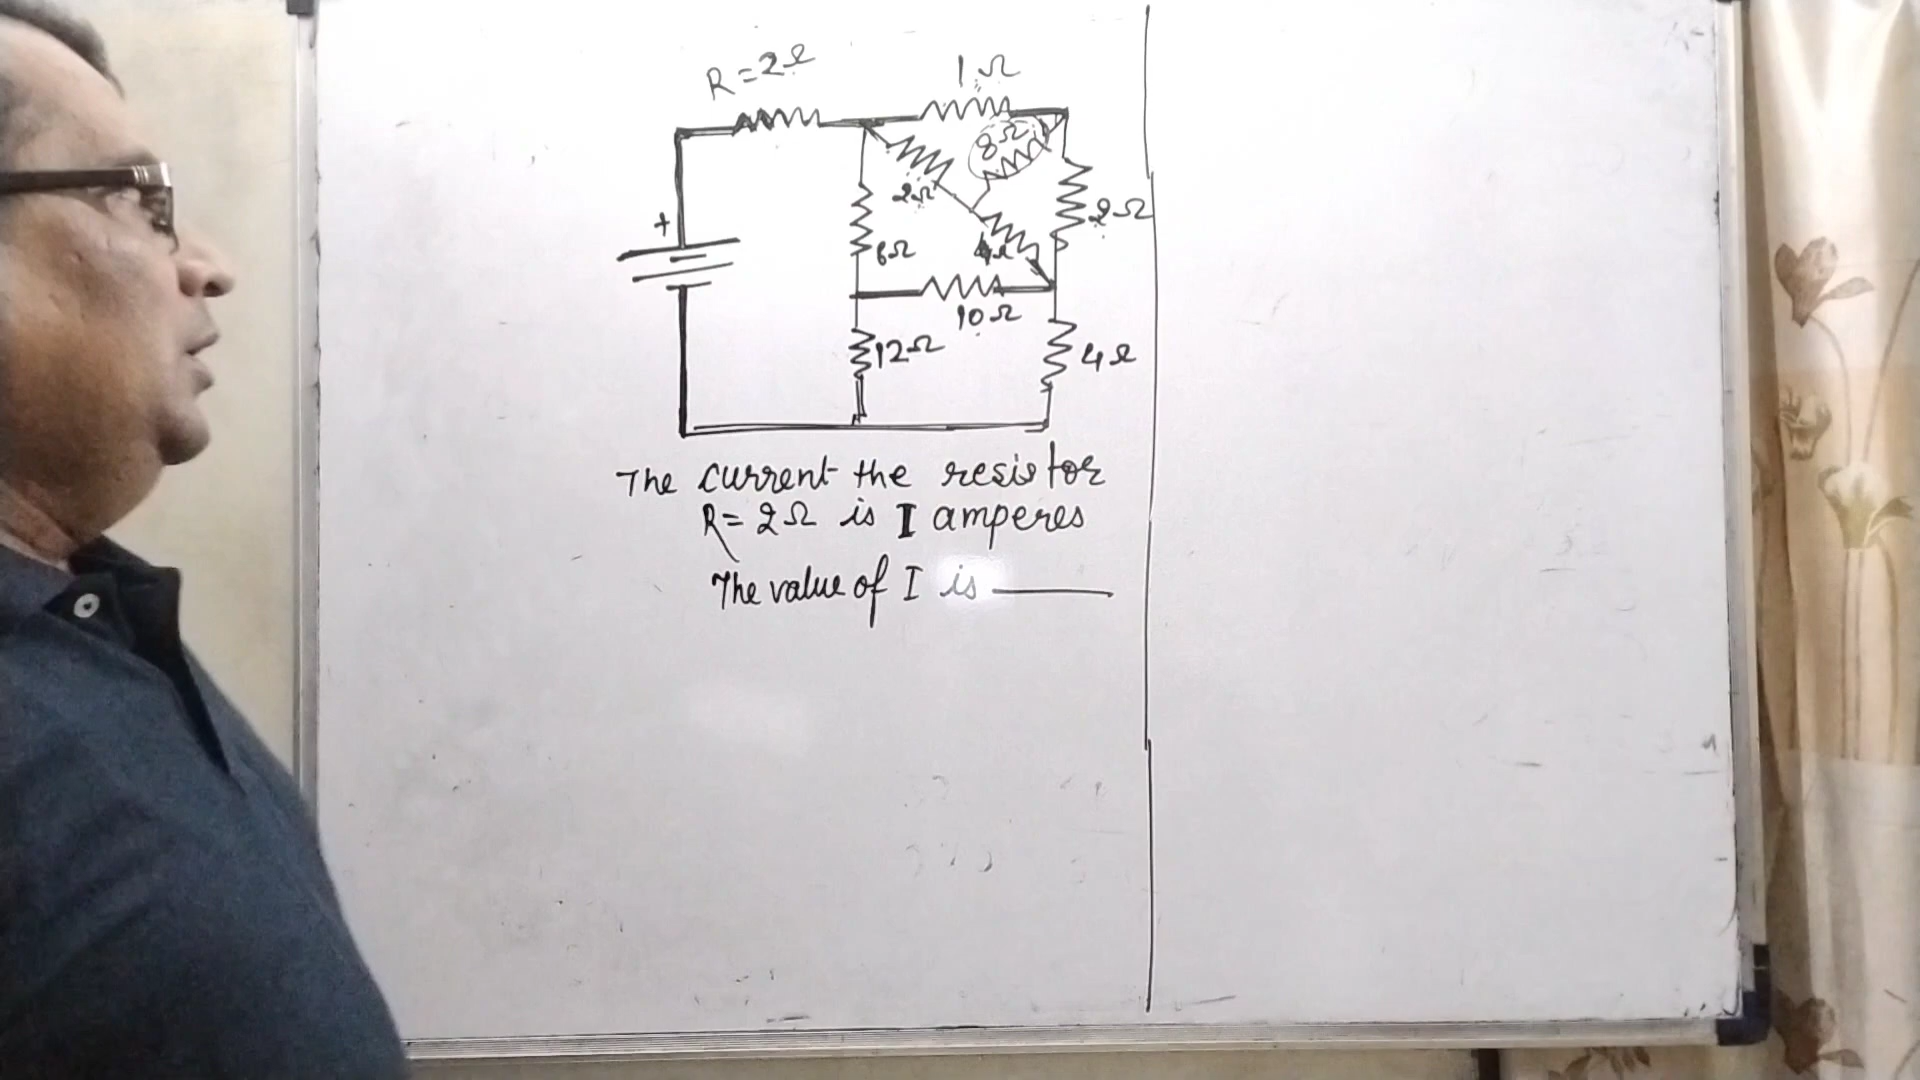 R=2Ω
1Ω
8Ω
2Ω
2Ω
+
6Ω
4Ω
10Ω
12Ω
4Ω
The current the resistor
R=2Ω is I amperes
The value of I is